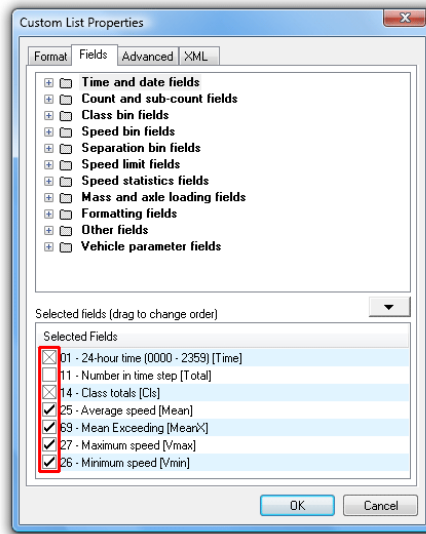 Custom List Properties
Format Fields Advanced XML
Time and date fields
Count and sub-count fields
Class bin fields
Speed bin fields
Separation bin fields
Speed limit fields
Speed statistics fields
Mass and axle loading fields
Formatting fields
Other fields
Vehicle parameter fields
Selected fields (drag to change order)
Selected Fields
01 - 24-hour time (0000 - 2359) [Time]
11 - Number in time step [Total]
14 - Class totals [Cls]
25 - Average speed [Mean]
69 - Mean Exceeding [MeanX]
27 - Maximum speed [Vmax]
26 - Minimum speed [Vmin]
OK Cancel